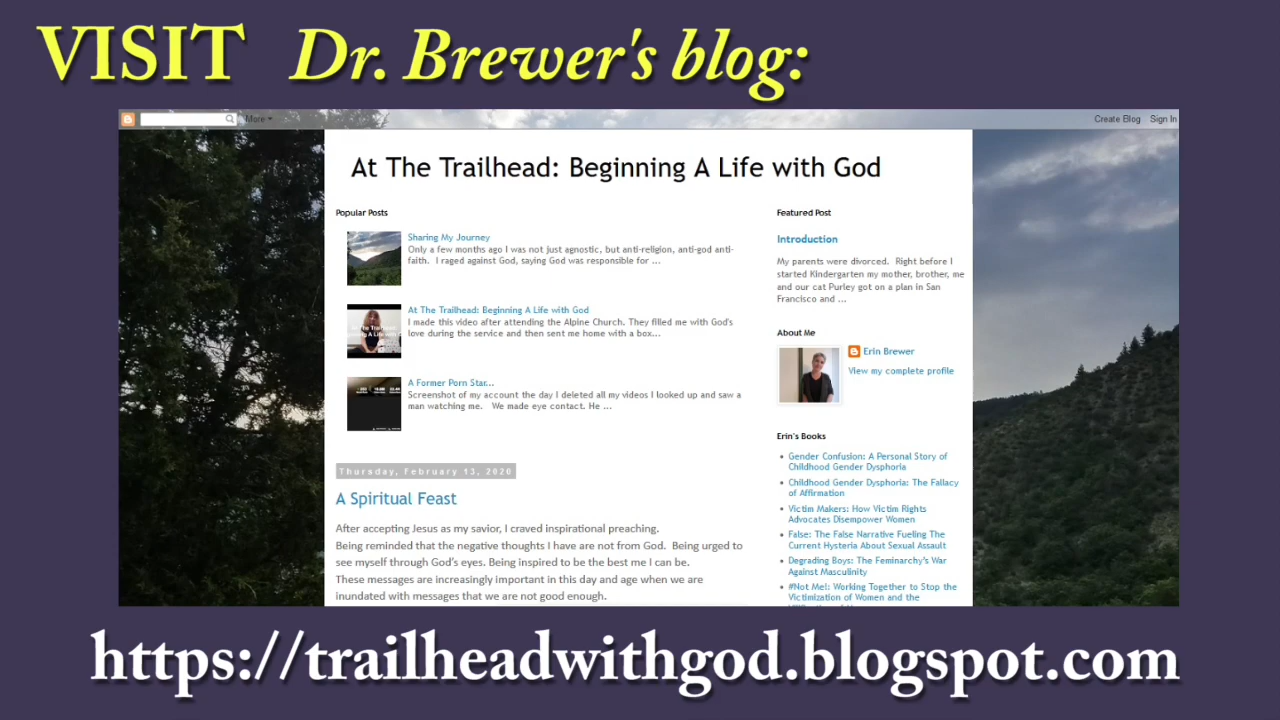 VISIT Dr. Brewer's blog:
More
Create Blog Sign In
At The Trailhead: Beginning A Life with God
Popular Posts
Sharing My Journey
Only a few months ago I was not just agnostic, but anti-religion, anti-god anti-
faith. I raged against God, saying God was responsible for ...
At The Trailhead: Beginning A Life with God
I made this video after attending the Alpine Church. They filled me with God's
love during the service and then sent me home with a box...
A Former Porn Star...
Screenshot of my account the day I deleted all my videos I looked up and saw a
man watching me. We made eye contact. He ...
Thursday, February 13, 2020
A Spiritual Feast
After accepting Jesus as my savior, I craved inspirational preaching.
Being reminded that the negative thoughts I have are not from God. Being urged to
see myself through God's eyes. Being inspired to be the best me I can be.
These messages are increasingly important in this day and age when we are
inundated with messages that we are not good enough.
Featured Post
Introduction
My parents were divorced. Right before I
started Kindergarten my mother, brother, me
and our cat Purley got on a plan in San
Francisco and ...
About Me
Erin Brewer
View my complete profile
Erin's Books
Gender Confusion: A Personal Story of
Childhood Gender Dysphoria
Childhood Gender Dysphoria: The Fallacy
of Affirmation
Victim Makers: How Victim Rights
Advocates Disempower Women
False: The False Narrative Fueling The
Current Hysteria About Sexual Assault
Degrading Boys: The Feminarchy's War
Against Masculinity
#Not Me!: Working Together to Stop the
Victimization of Women and the
https://trailheadwithgod.blogspot.com